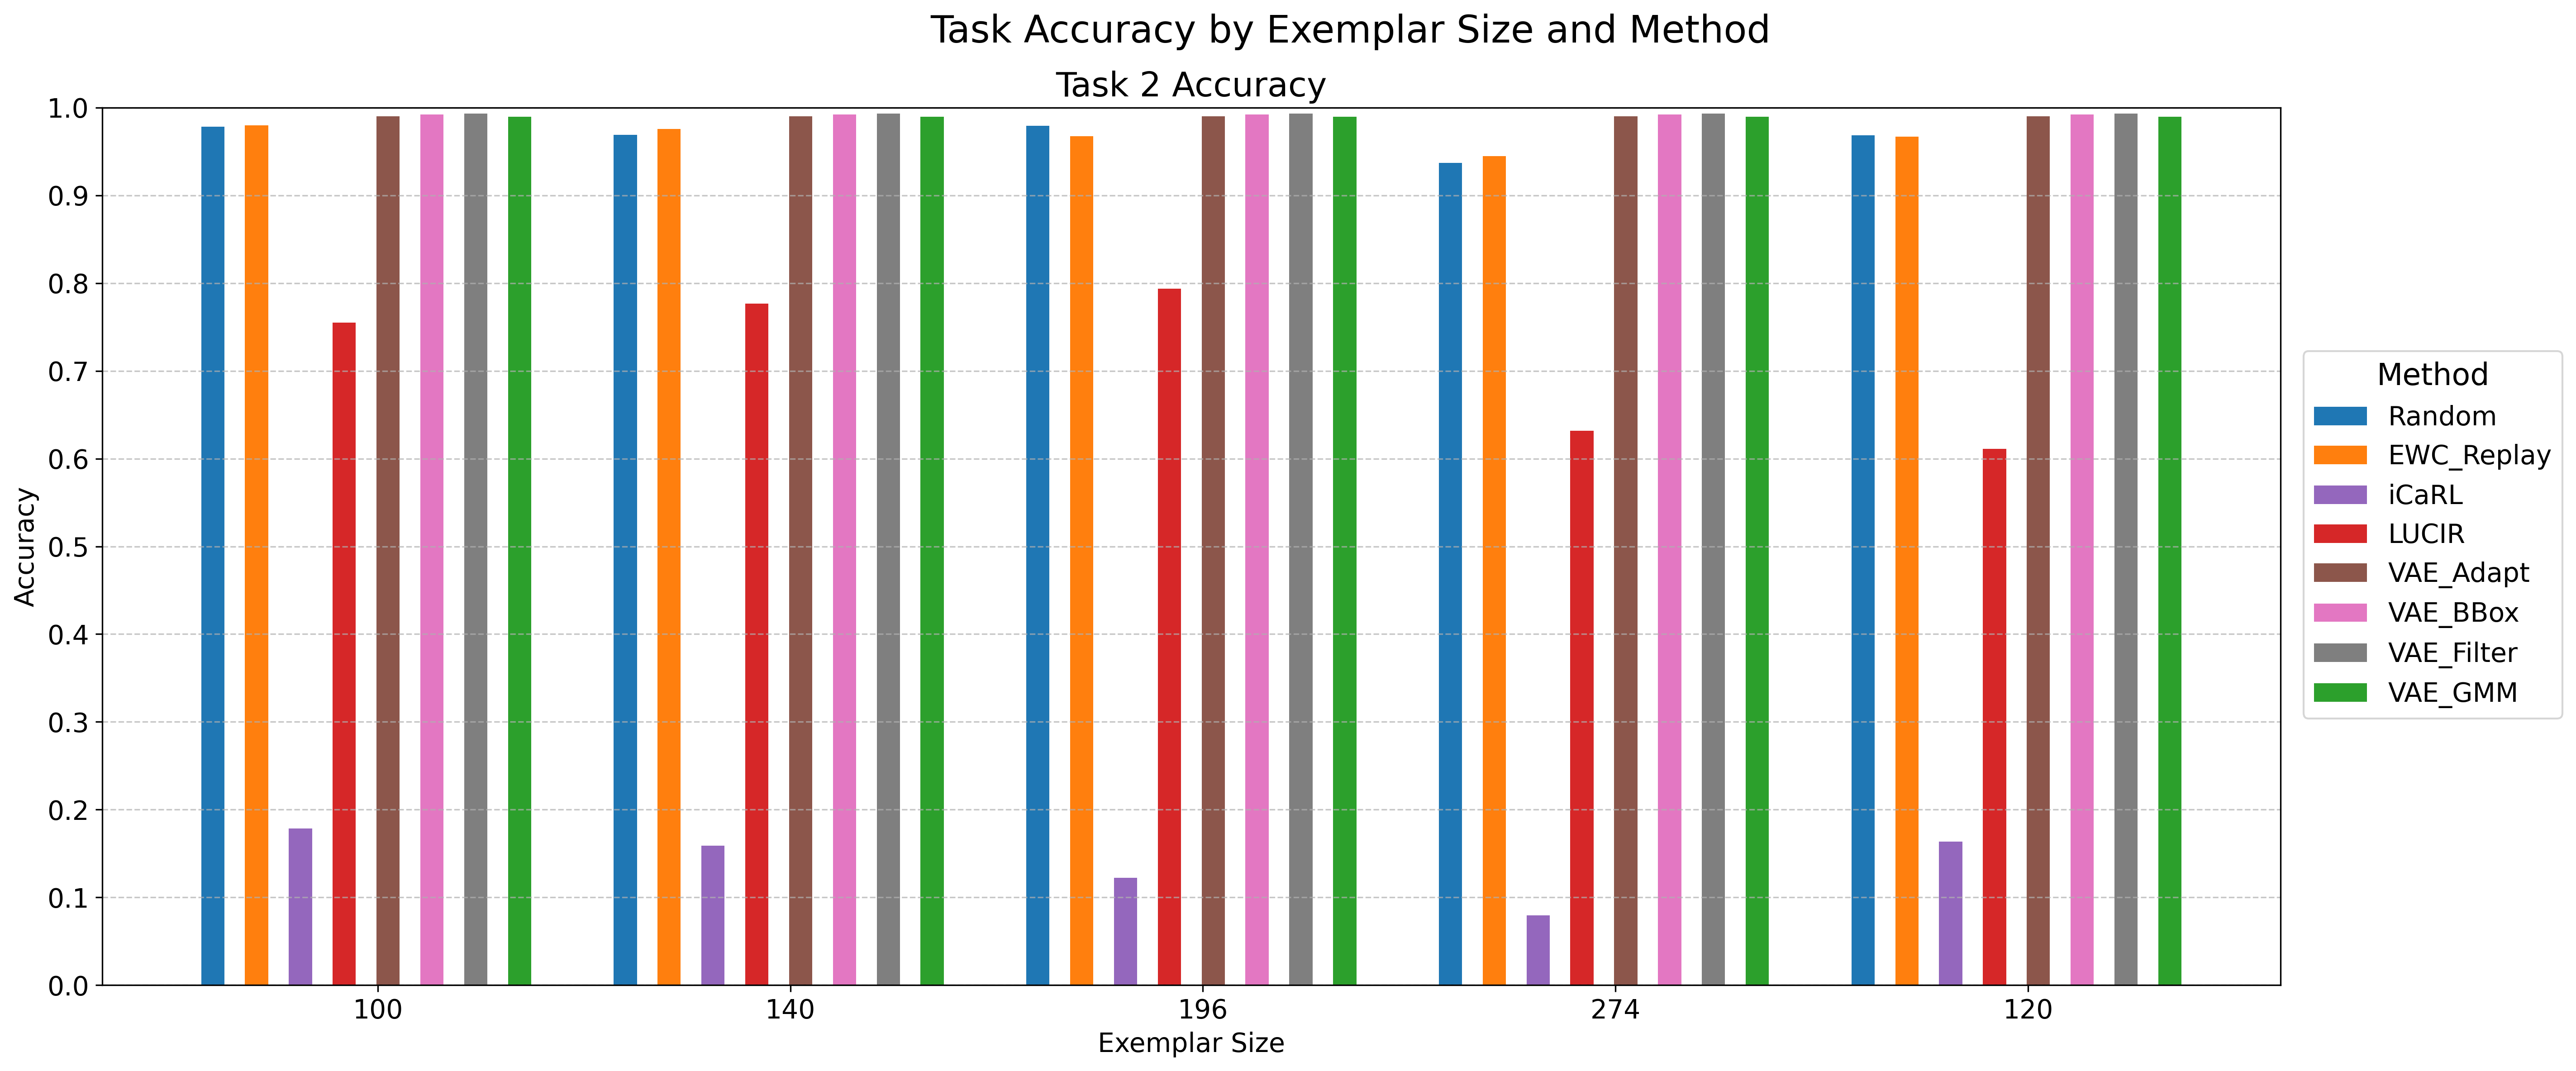 Task Accuracy by Exemplar Size and Method
Task 2 Accuracy
1.0
0.9
0.8
0.7
0.6
0.5
0.4
0.3
0.2
0.1
0.0
Accuracy
100 140 196 274 120
Exemplar Size
Method
Random
EWC_Replay
iCaRL
LUCIR
VAE_Adapt
VAE_BBox
VAE_Filter
VAE_GMM